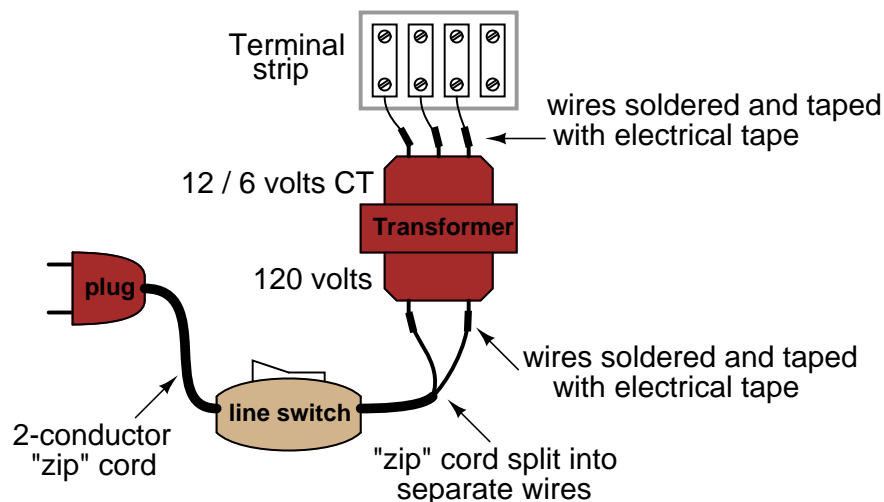 Terminal
strip
wires soldered and taped
with electrical tape
12 / 6 volts CT
Transformer
120 volts
plug
wires soldered and taped
with electrical tape
line switch
2-conductor
"zip" cord
"zip" cord split into
separate wires